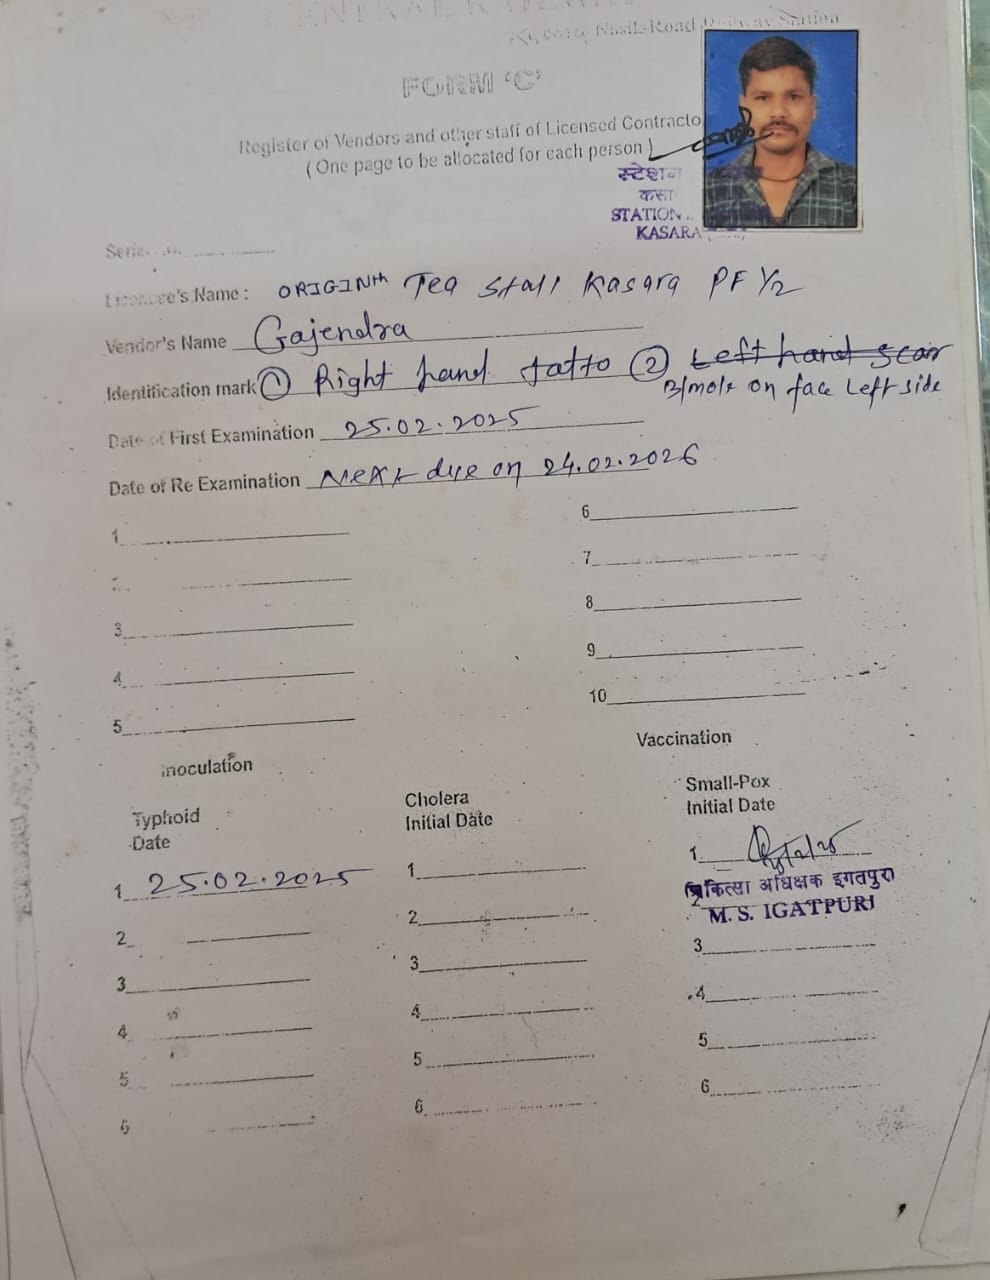 CENTRAL RAILWAY
Kasara Nasik Road Railway Station
FORM 'C'
Register of Vendors and other staff of Licensed Contracto
( One page to be allocated for each person )
स्टेशन
कसा
STATION
KASARA
Licencee's Name : ORIGINth Tea Stall Kasara PF 1/2
Vendor's Name Gajendra
Identification mark ① Right hand tatto ② Left hand scar
B/mole on face Left side
Date of First Examination 25.02.2025
Date of Re Examination Next due on 24.02.2026
1 6
2. 7
3 8
4 9
5 10
Inoculation Vaccination
Typhoid Cholera Small-Pox
Date Initial Date Initial Date
1 25.02.2025 1 1
चिकित्सा अधिक्षक इगतपुरी
M. S. IGATPURI
2 2 2
3 3 3
4 4 4
5 5 5
6 6 6